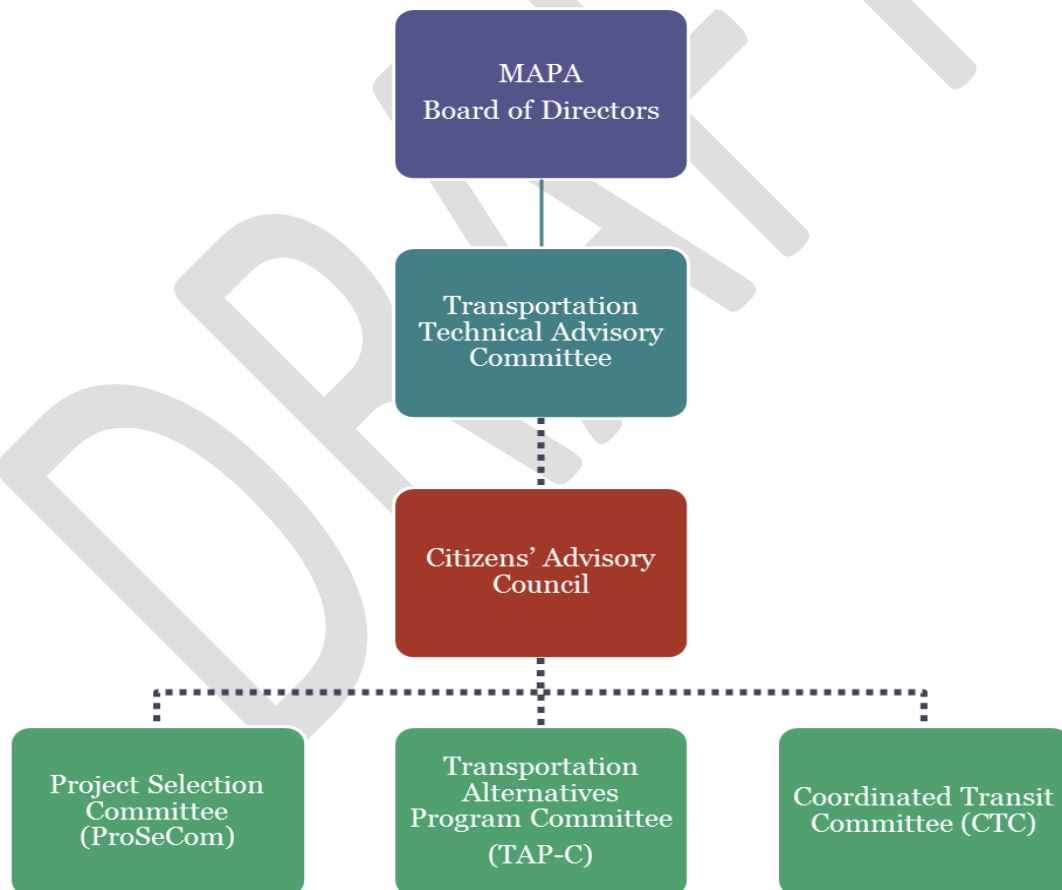 MAPA
Board of Directors
Transportation
Technical Advisory
Committee
Citizens’ Advisory
Council
Project Selection
Committee
(ProSeCom)
Transportation
Alternatives
Program Committee
(TAP-C)
Coordinated Transit
Committee (CTC)
DRAFT